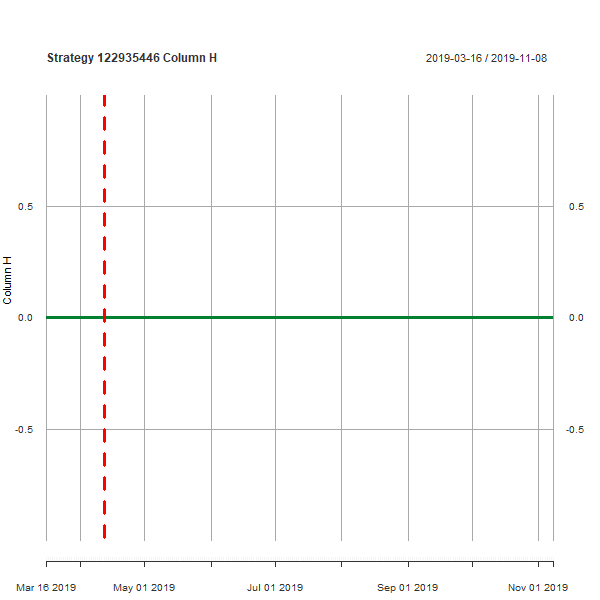 Strategy 122935446 Column H
2019-03-16 / 2019-11-08
0.5
0.5
Column H
0.0
0.0
-0.5
-0.5
Mar 16 2019
May 01 2019
Jul 01 2019
Sep 01 2019
Nov 01 2019